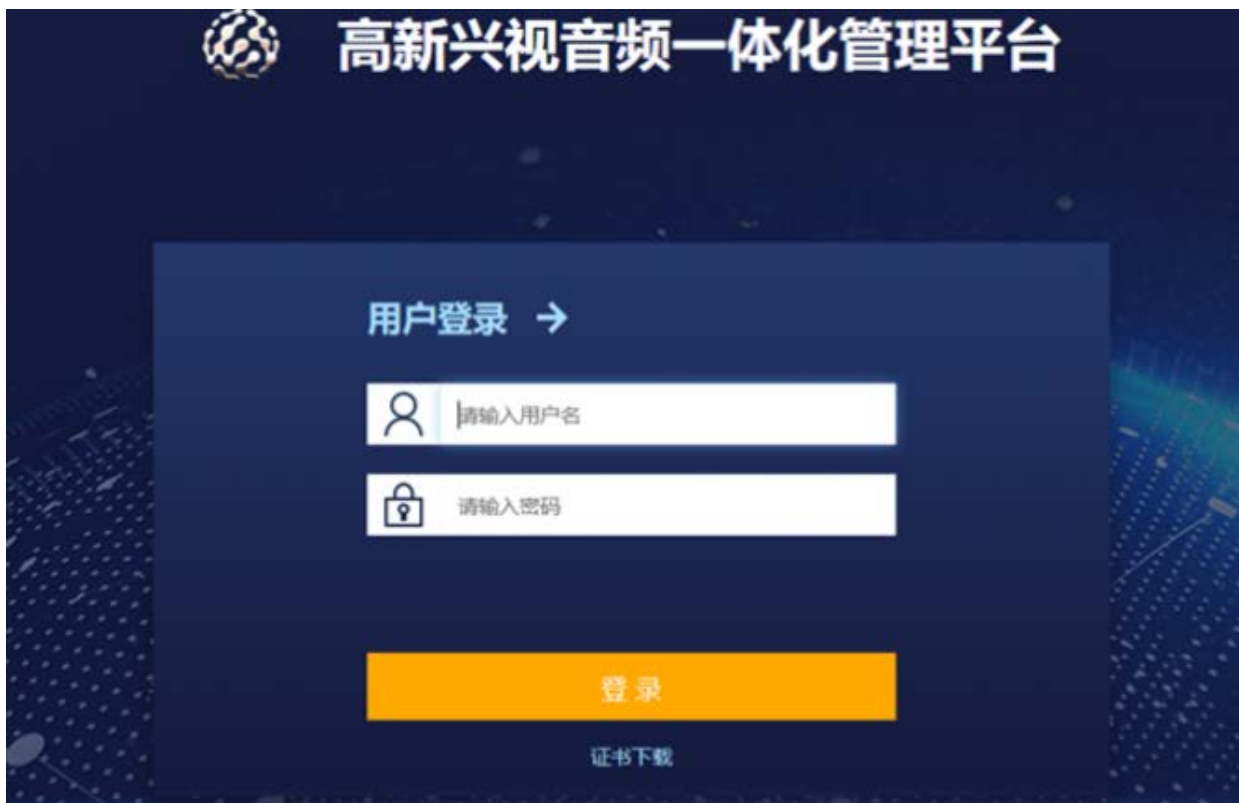 高新兴视音频一体化管理平台
用户登录
请输入用户名
请输入密码
登录
证书下载